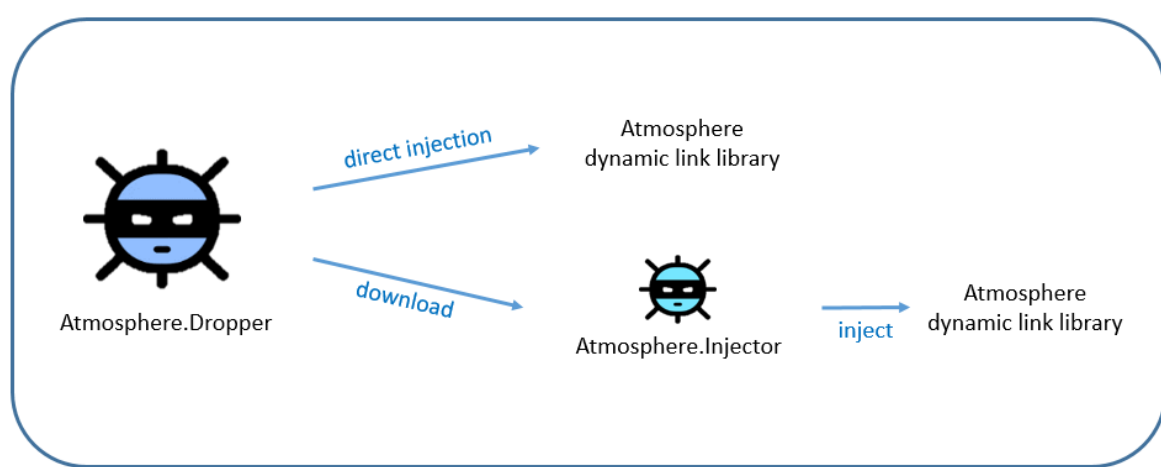 Atmosphere
dynamic link library
direct injection
download
Atmosphere.Dropper
Atmosphere.Injector
inject
Atmosphere
dynamic link library